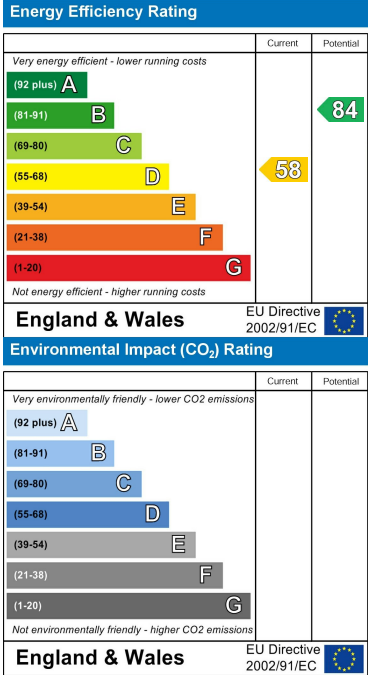 Energy Efficiency Rating
Current Potential
Very energy efficient - lower running costs
(92 plus) A
(81-91) B
84
(69-80) C
(55-68) D
58
(39-54) E
(21-38) F
(1-20) G
Not energy efficient - higher running costs
England & Wales
EU Directive
2002/91/EC
Environmental Impact (CO₂) Rating
Current Potential
Very environmentally friendly - lower CO2 emissions
(92 plus) A
(81-91) B
(69-80) C
(55-68) D
(39-54) E
(21-38) F
(1-20) G
Not environmentally friendly - higher CO2 emissions
England & Wales
EU Directive
2002/91/EC